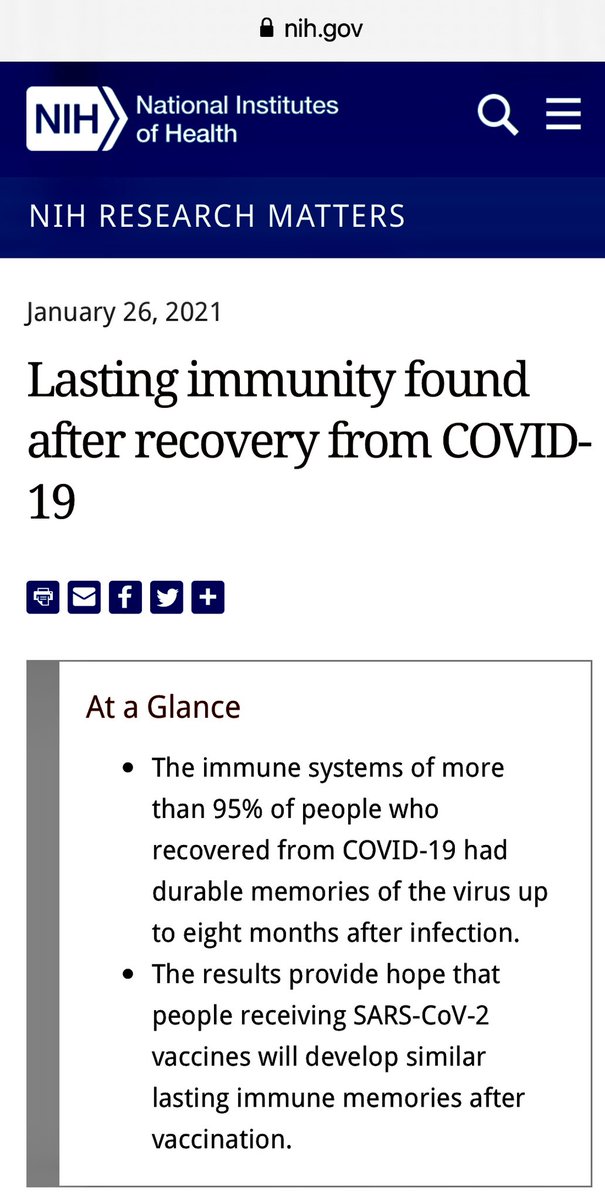 nih.gov
NIH
National Institutes
of Health
NIH RESEARCH MATTERS
January 26, 2021
Lasting immunity found
after recovery from COVID-
19
At a Glance
• The immune systems of more
than 95% of people who
recovered from COVID-19 had
durable memories of the virus up
to eight months after infection.
• The results provide hope that
people receiving SARS-CoV-2
vaccines will develop similar
lasting immune memories after
vaccination.